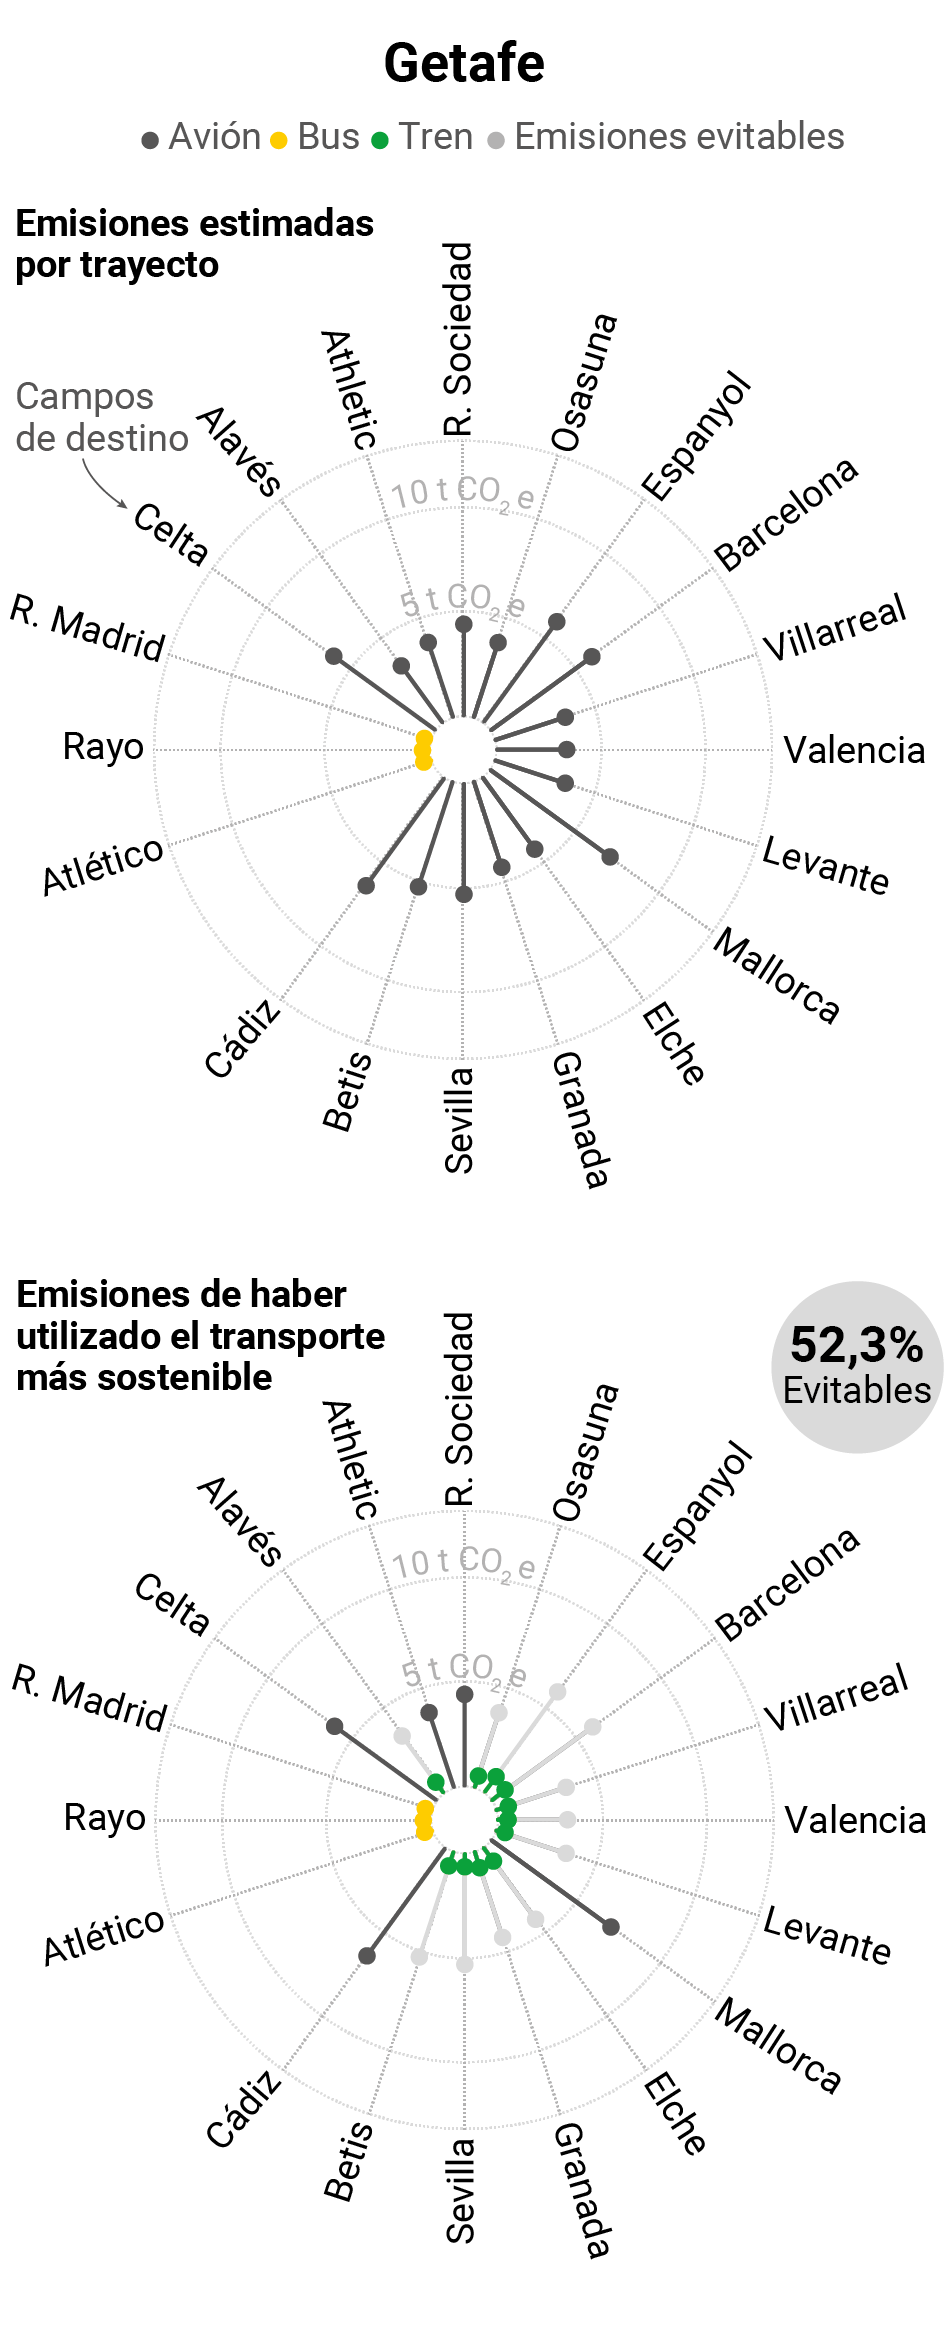 Getafe
Avión Bus Tren Emisiones evitables
Emisiones estimadas
por trayecto
Campos
de destino
R. Sociedad
Osasuna
Espanyol
Barcelona
Villarreal
Valencia
Levante
Mallorca
Elche
Granada
Sevilla
Betis
Cádiz
Atlético
Rayo
R. Madrid
Celta
Alavés
Athletic
10 t CO2 e
5 t CO2 e
Emisiones de haber
utilizado el transporte
más sostenible
52,3%
Evitables
R. Sociedad
Osasuna
Espanyol
Barcelona
Villarreal
Valencia
Levante
Mallorca
Elche
Granada
Sevilla
Betis
Cádiz
Atlético
Rayo
R. Madrid
Celta
Alavés
Athletic
10 t CO2 e
5 t CO2 e